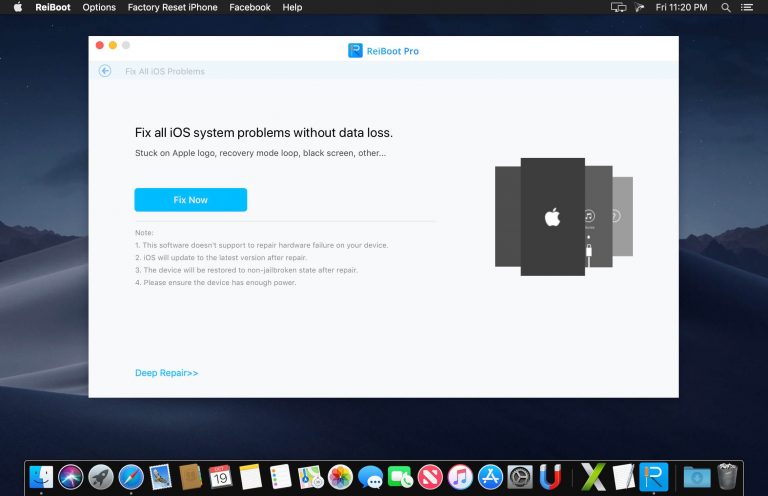 ReiBoot Options Factory Reset iPhone Facebook Help Fri 11:20 PM
ReiBoot Pro
Fix All iOS Problems
Fix all iOS system problems without data loss.
Stuck on Apple logo, recovery mode loop, black screen, other...
Fix Now
Note:
1. This software doesn't support to repair hardware failure on your device.
2. iOS will update to the latest version after repair.
3. The device will be restored to non-jailbroken state after repair.
4. Please ensure the device has enough power.
Deep Repair>>
19